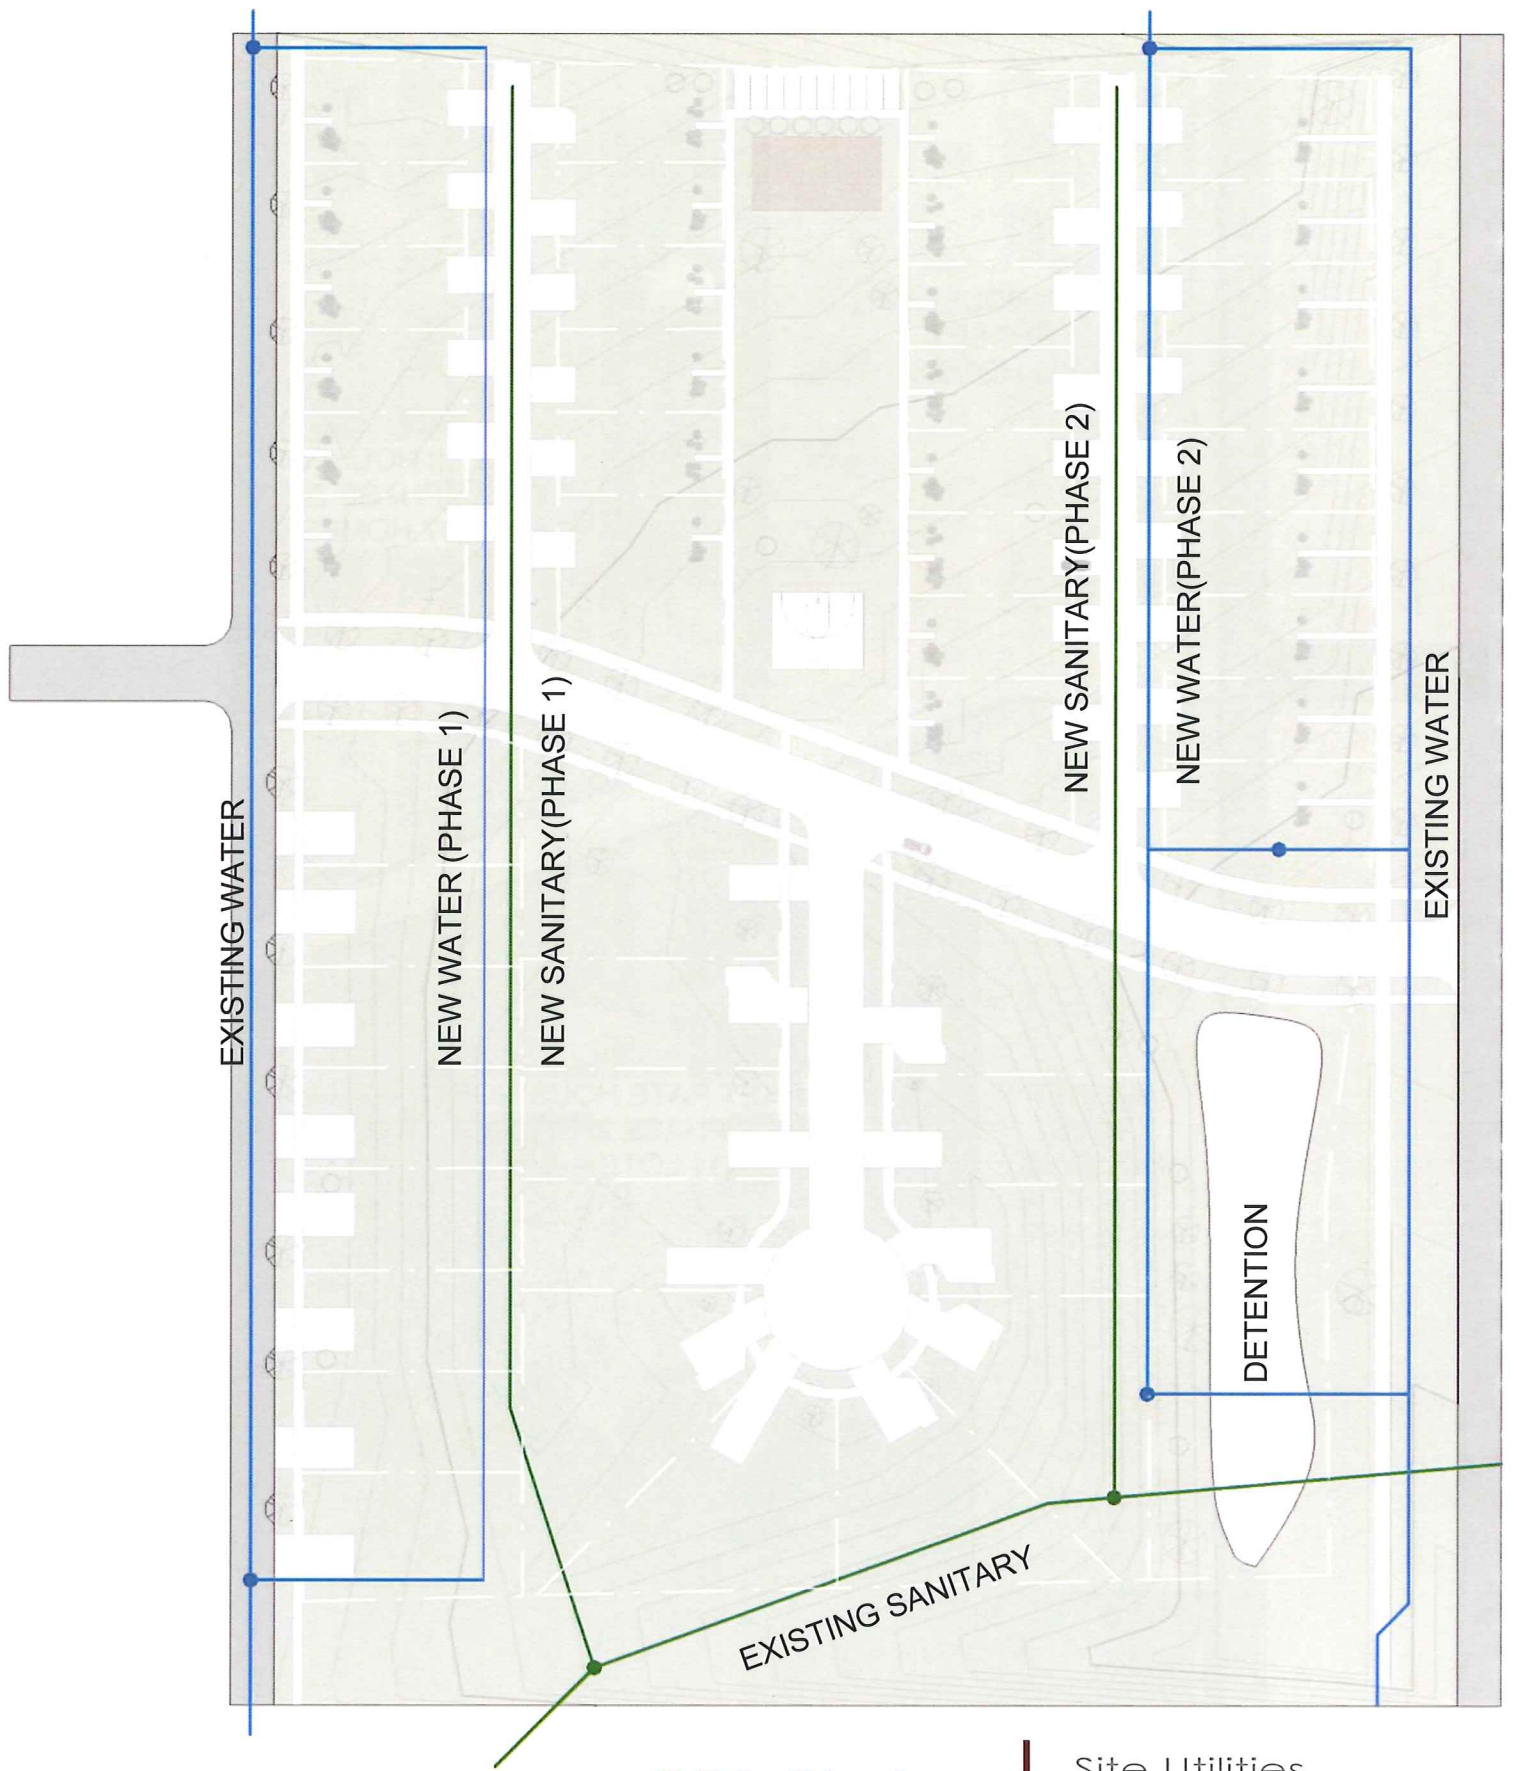 NEW SANITARY(PHASE 2)
NEW WATER(PHASE 2)
EXISTING WATER
NEW WATER (PHASE 1)
NEW SANITARY(PHASE 1)
EXISTING WATER
DETENTION
EXISTING SANITARY
Site Utilities